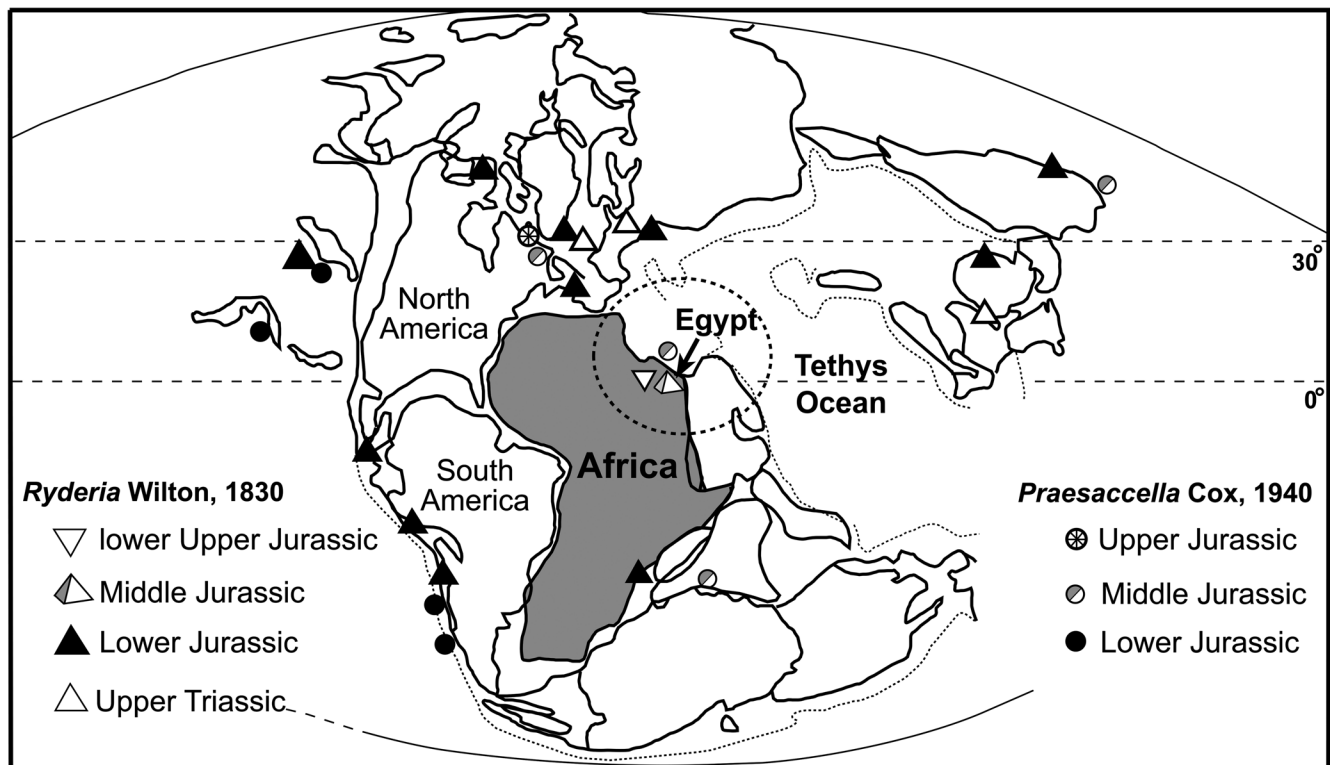 30°
North
America
Egypt
Tethys
Ocean
0°
Africa
South
America
Ryderia Wilton, 1830
lower Upper Jurassic
Middle Jurassic
Lower Jurassic
Upper Triassic
Praesaccella Cox, 1940
Upper Jurassic
Middle Jurassic
Lower Jurassic